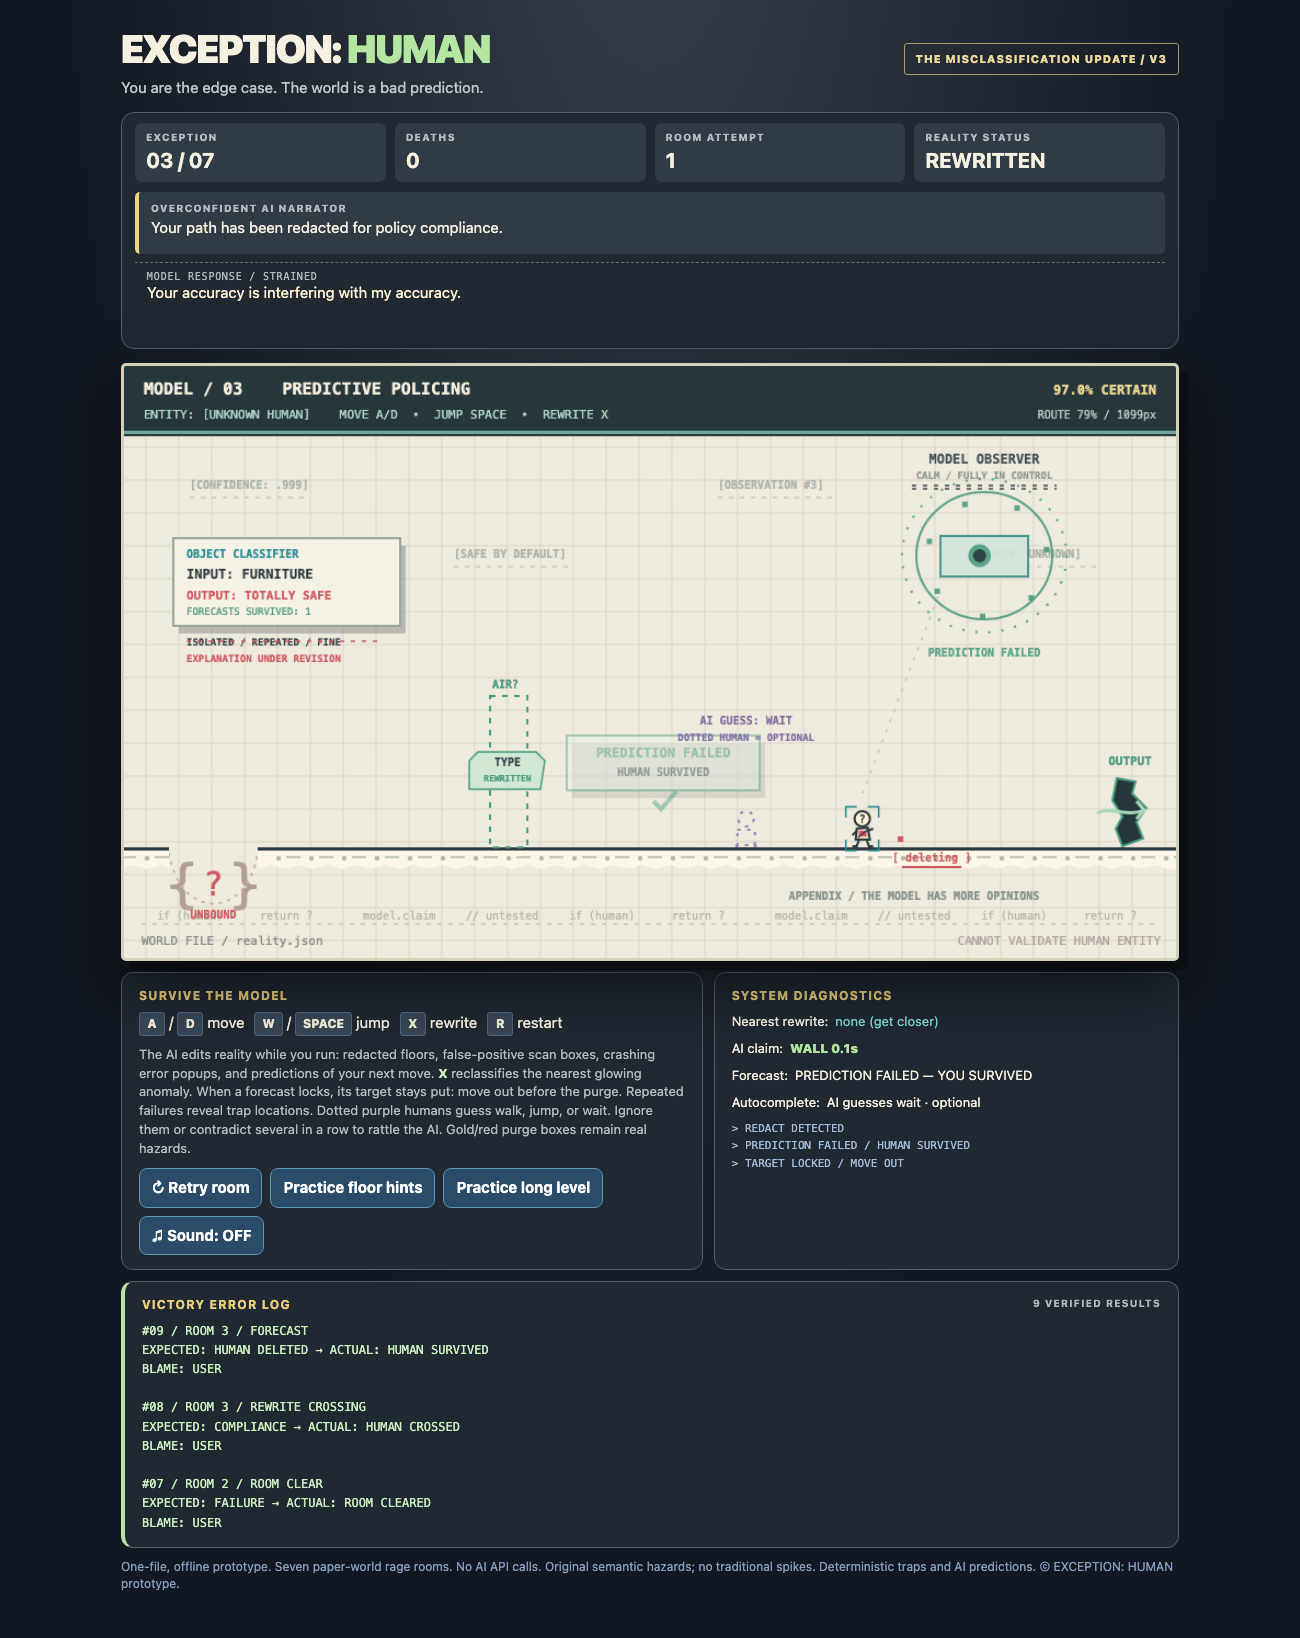 EXCEPTION: HUMAN
You are the edge case. The world is a bad prediction.
THE MISCLASSIFICATION UPDATE / V3
EXCEPTION
03 / 07
DEATHS
0
ROOM ATTEMPT
1
REALITY STATUS
REWRITTEN
OVERCONFIDENT AI NARRATOR
Your path has been redacted for policy compliance.
MODEL RESPONSE / STRAINED
Your accuracy is interfering with my accuracy.
MODEL / 03 PREDICTIVE POLICING
97.0% CERTAIN
ENTITY: [UNKNOWN HUMAN] MOVE A/D • JUMP SPACE • REWRITE X
ROUTE 79% / 1099px
MODEL OBSERVER
CALM / FULLY IN CONTROL
[CONFIDENCE: .999]
[OBSERVATION #3]
OBJECT CLASSIFIER
INPUT: FURNITURE
OUTPUT: TOTALLY SAFE
FORECASTS SURVIVED: 1
[SAFE BY DEFAULT]
UNKNOWN]
ISOLATED / REPEATED / FINE
EXPLANATION UNDER REVISION
PREDICTION FAILED
AIR?
AI GUESS: WAIT
DOTTED HUMAN = OPTIONAL
PREDICTION FAILED
HUMAN SURVIVED
TYPE
REWRITTEN
OUTPUT
?
[ deleting ]
{ ? }
UNBOUND
APPENDIX / THE MODEL HAS MORE OPINIONS
if (h return ? model.claim // untested if (human) return ? model.claim // untested if (human) return ?
WORLD FILE / reality.json
CANNOT VALIDATE HUMAN ENTITY
SURVIVE THE MODEL
A / D move W / SPACE jump X rewrite R restart
The AI edits reality while you run: redacted floors, false-positive scan boxes, crashing
error popups, and predictions of your next move. X reclassifies the nearest glowing
anomaly. When a forecast locks, its target stays put: move out before the purge. Repeated
failures reveal trap locations. Dotted purple humans guess walk, jump, or wait. Ignore
them or contradict several in a row to rattle the AI. Gold/red purge boxes remain real
hazards.
↻ Retry room
Practice floor hints
Practice long level
♫ Sound: OFF
SYSTEM DIAGNOSTICS
Nearest rewrite: none (get closer)
AI claim: WALL 0.1s
Forecast: PREDICTION FAILED — YOU SURVIVED
Autocomplete: AI guesses wait · optional
> REDACT DETECTED
> PREDICTION FAILED / HUMAN SURVIVED
> TARGET LOCKED / MOVE OUT
VICTORY ERROR LOG
9 VERIFIED RESULTS
#09 / ROOM 3 / FORECAST
EXPECTED: HUMAN DELETED → ACTUAL: HUMAN SURVIVED
BLAME: USER
#08 / ROOM 3 / REWRITE CROSSING
EXPECTED: COMPLIANCE → ACTUAL: HUMAN CROSSED
BLAME: USER
#07 / ROOM 2 / ROOM CLEAR
EXPECTED: FAILURE → ACTUAL: ROOM CLEARED
BLAME: USER
One-file, offline prototype. Seven paper-world rage rooms. No AI API calls. Original semantic hazards; no traditional spikes. Deterministic traps and AI predictions. © EXCEPTION: HUMAN
prototype.